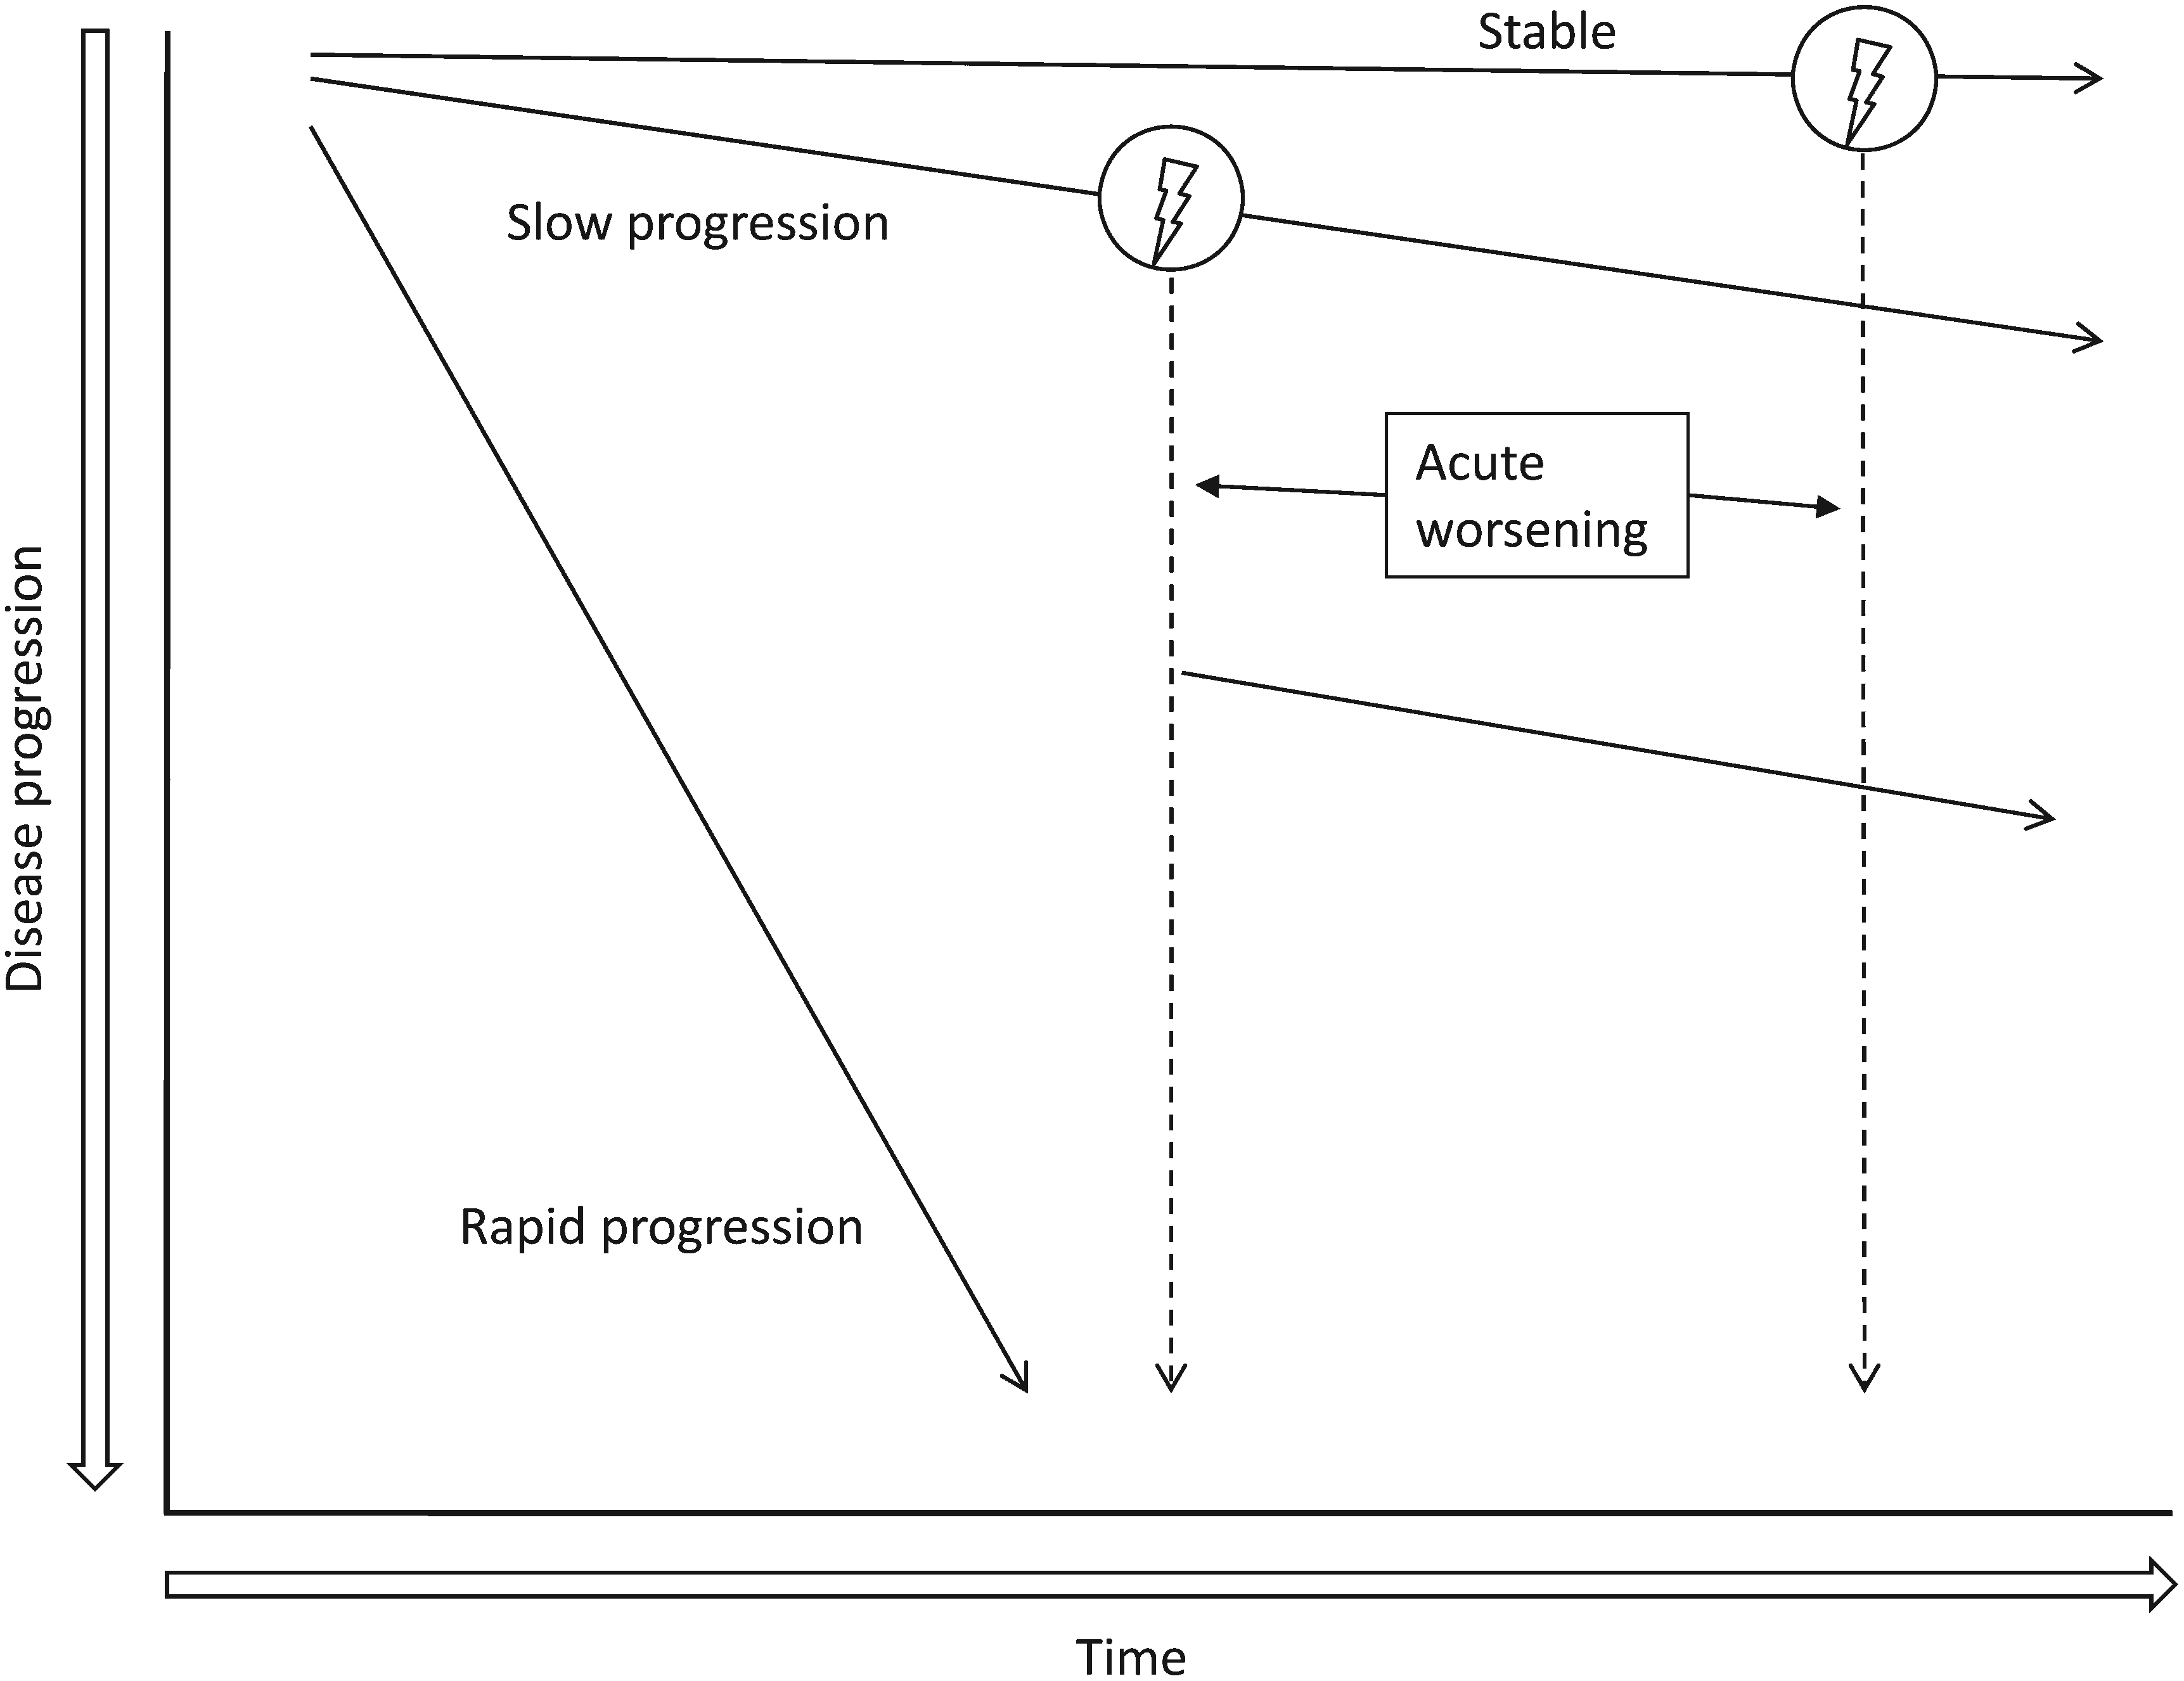 Stable
Slow progression
Acute
worsening
Disease progression
Rapid progression
Time